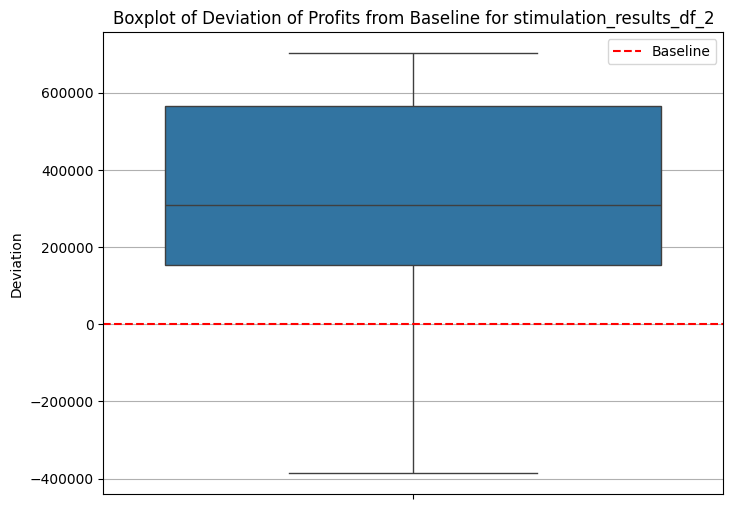 Boxplot of Deviation of Profits from Baseline for stimulation_results_df_2
Baseline
600000
400000
200000
0
−200000
−400000
Deviation